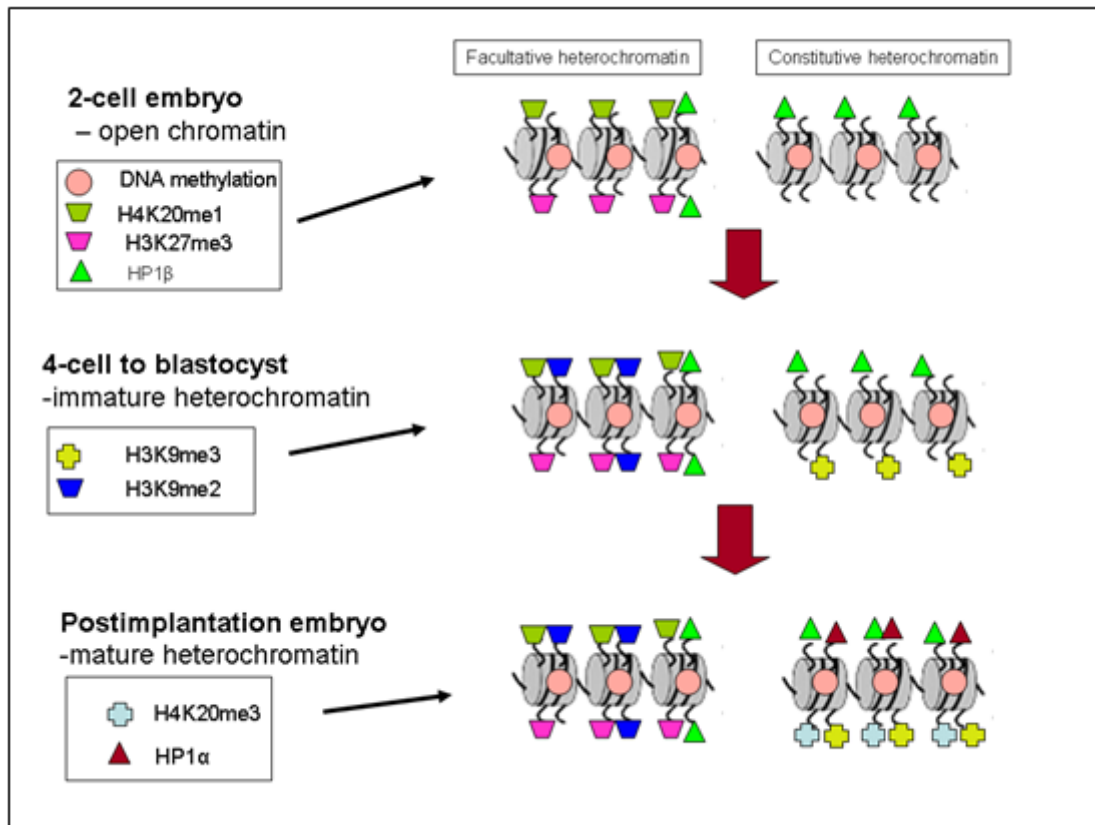 Facultative heterochromatin
Constitutive heterochromatin
2-cell embryo
– open chromatin
DNA methylation
H4K20me1
H3K27me3
HP1β
4-cell to blastocyst
-immature heterochromatin
H3K9me3
H3K9me2
Postimplantation embryo
-mature heterochromatin
H4K20me3
HP1α